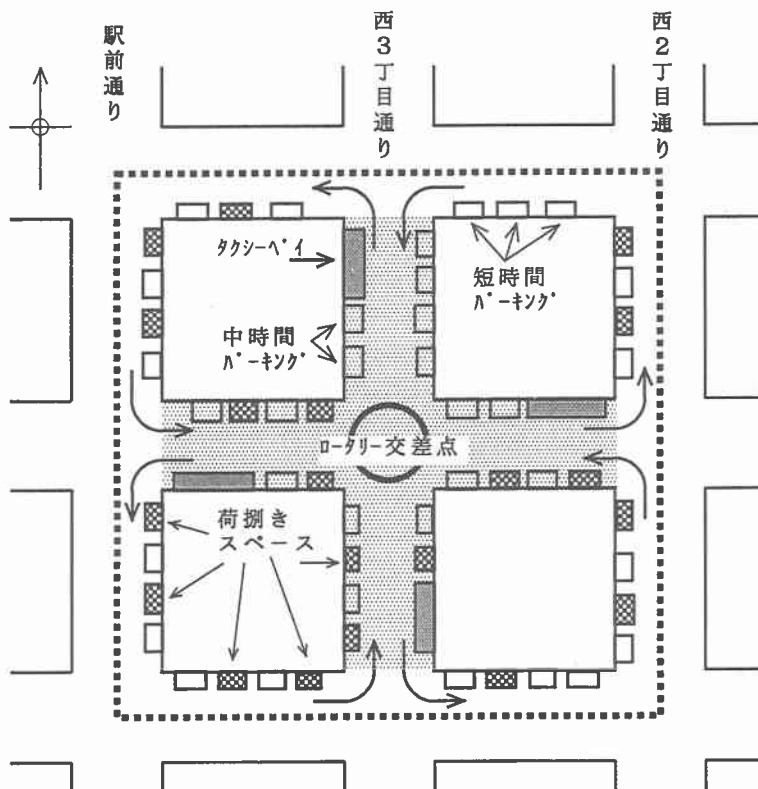 駅前通り
西3丁目通り
西2丁目通り
タクシーベイ
短時間
パーキング
中時間
パーキング
ロータリー交差点
荷捌き
スペース